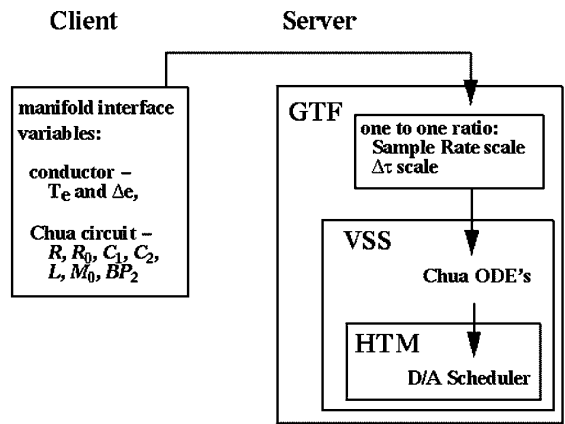 Client
Server
manifold interface
variables:
conductor –
Te and Δe,
Chua circuit –
R, R0, C1, C2,
L, M0, BP2
GTF
one to one ratio:
Sample Rate scale
Δτ scale
VSS
Chua ODE's
HTM
D/A Scheduler